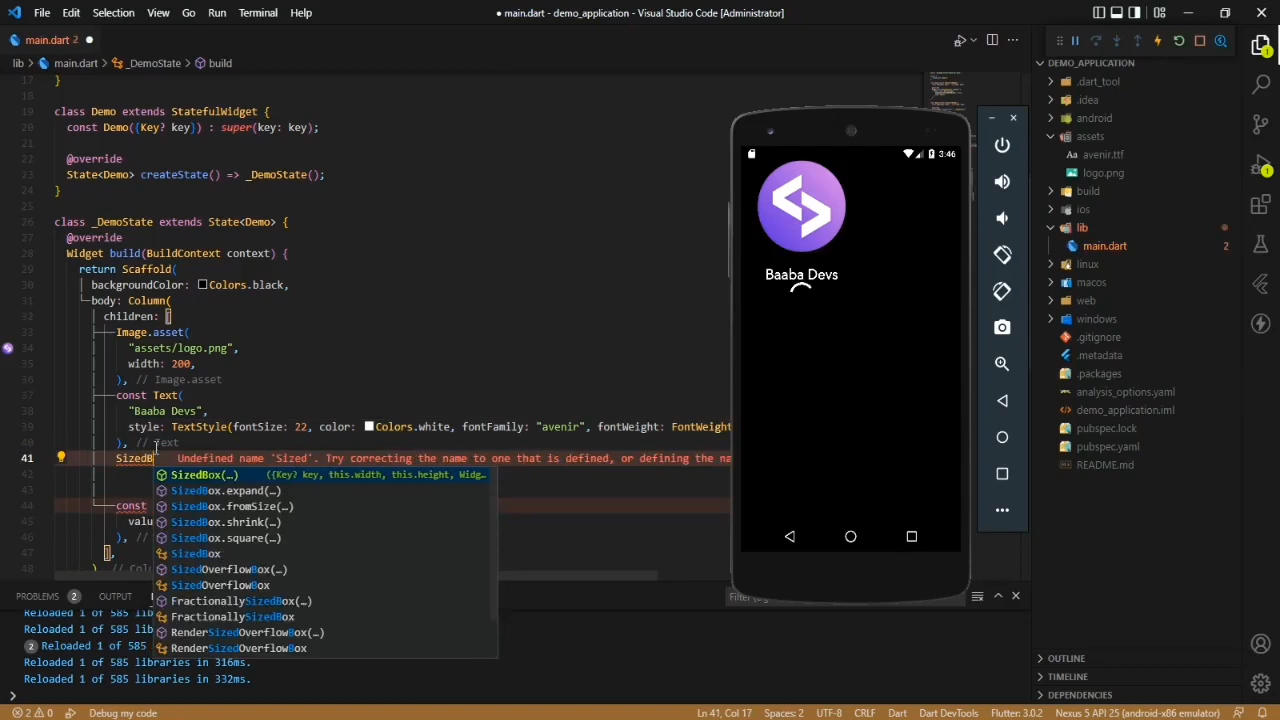 File Edit Selection View Go Run Terminal Help
● main.dart - demo_application - Visual Studio Code [Administrator]
main.dart 2 ●
lib > main.dart > _DemoState > build
DEMO_APPLICATION
17 }
18
19 class Demo extends StatefulWidget {
20 const Demo({Key? key}) : super(key: key);
21
22 @override
23 State<Demo> createState() => _DemoState();
24 }
25
26 class _DemoState extends State<Demo> {
27 @override
28 Widget build(BuildContext context) {
29 return Scaffold(
30 backgroundColor: Colors.black,
31 body: Column(
32 children: [
33 Image.asset(
34 "assets/logo.png",
35 width: 200,
36 ), // Image.asset
37 const Text(
38 "Baaba Devs",
39 style: TextStyle(fontSize: 22, color: Colors.white, fontFamily: "avenir", fontWeight: FontWeight
40 ), // Text
41 SizedB Undefined name 'Sized'. Try correcting the name to one that is defined, or defining the na
42
SizedBox(…) ({Key? key, this.width, this.height, Widg…
SizedBox.expand(…)
SizedBox.fromSize(…)
SizedBox.shrink(…)
SizedBox.square(…)
SizedBox
SizedOverflowBox(…)
SizedOverflowBox
FractionallySizedBox(…)
FractionallySizedBox
RenderSizedOverflowBox(…)
RenderSizedOverflowBox
44 const
45 valu
46 ), //
47 ],
48 ) // Colu
3:46
Baaba Devs
.dart_tool
.idea
android
assets
avenir.ttf
logo.png
build
ios
lib
main.dart 2
linux
macos
web
windows
.gitignore
.metadata
.packages
analysis_options.yaml
demo_application.iml
pubspec.lock
pubspec.yaml
README.md
OUTLINE
TIMELINE
DEPENDENCIES
PROBLEMS 2 OUTPUT
Reloaded 1 of 585 lib
Reloaded 1 of 585 lib
2 Reloaded 1 of 585 lib
Reloaded 1 of 585 libraries in 316ms.
Reloaded 1 of 585 libraries in 332ms.
2 0 Debug my code
Ln 41, Col 17 Spaces: 2 UTF-8 CRLF Dart Dart DevTools Flutter: 3.0.2 Nexus 5 API 25 (android-x86 emulator)